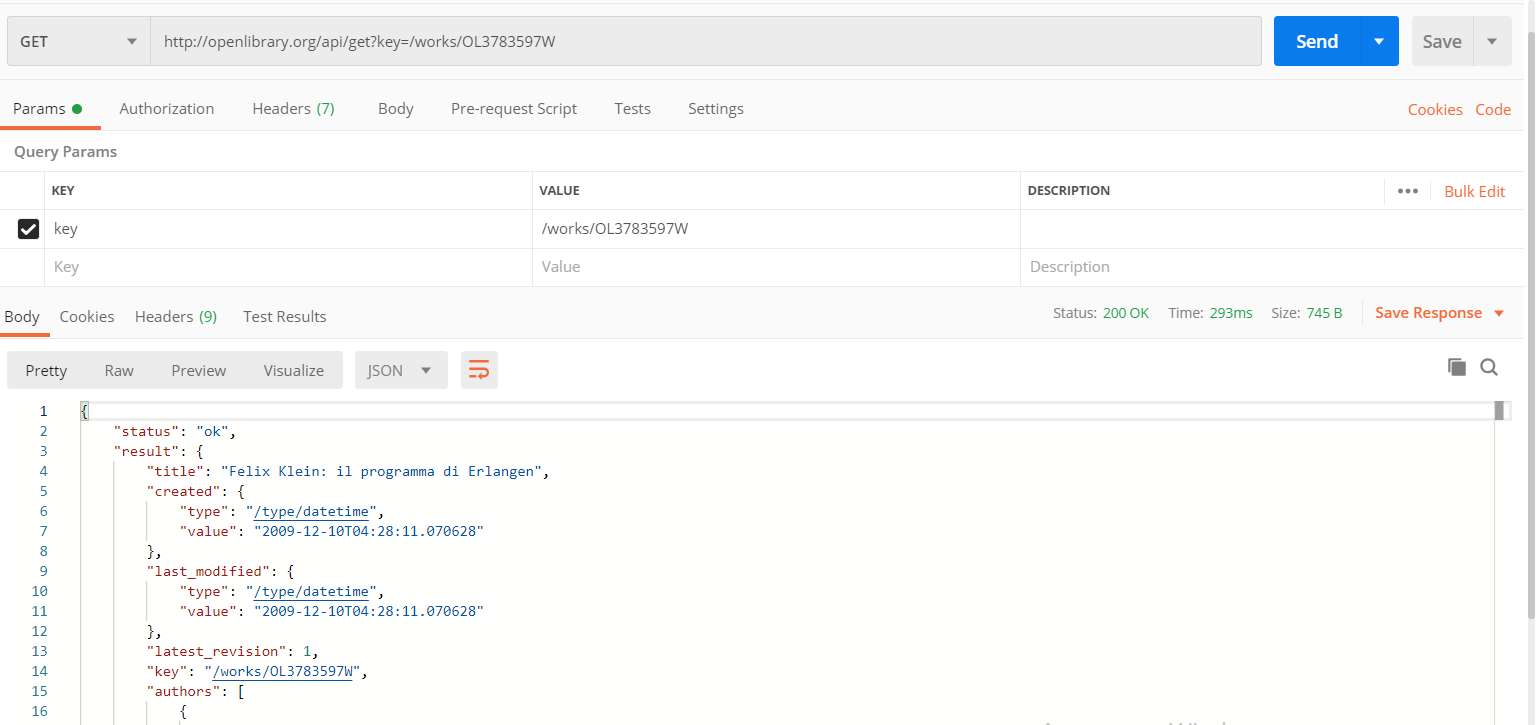 GET http://openlibrary.org/api/get?key=/works/OL3783597W Send Save
Params Authorization Headers (7) Body Pre-request Script Tests Settings Cookies Code
Query Params
KEY VALUE DESCRIPTION ••• Bulk Edit
key /works/OL3783597W
Key Value Description
Body Cookies Headers (9) Test Results Status: 200 OK Time: 293ms Size: 745 B Save Response
Pretty Raw Preview Visualize JSON
1 {
2 "status": "ok",
3 "result": {
4 "title": "Felix Klein: il programma di Erlangen",
5 "created": {
6 "type": "/type/datetime",
7 "value": "2009-12-10T04:28:11.070628"
8 },
9 "last_modified": {
10 "type": "/type/datetime",
11 "value": "2009-12-10T04:28:11.070628"
12 },
13 "latest_revision": 1,
14 "key": "/works/OL3783597W",
15 "authors": [
16 {